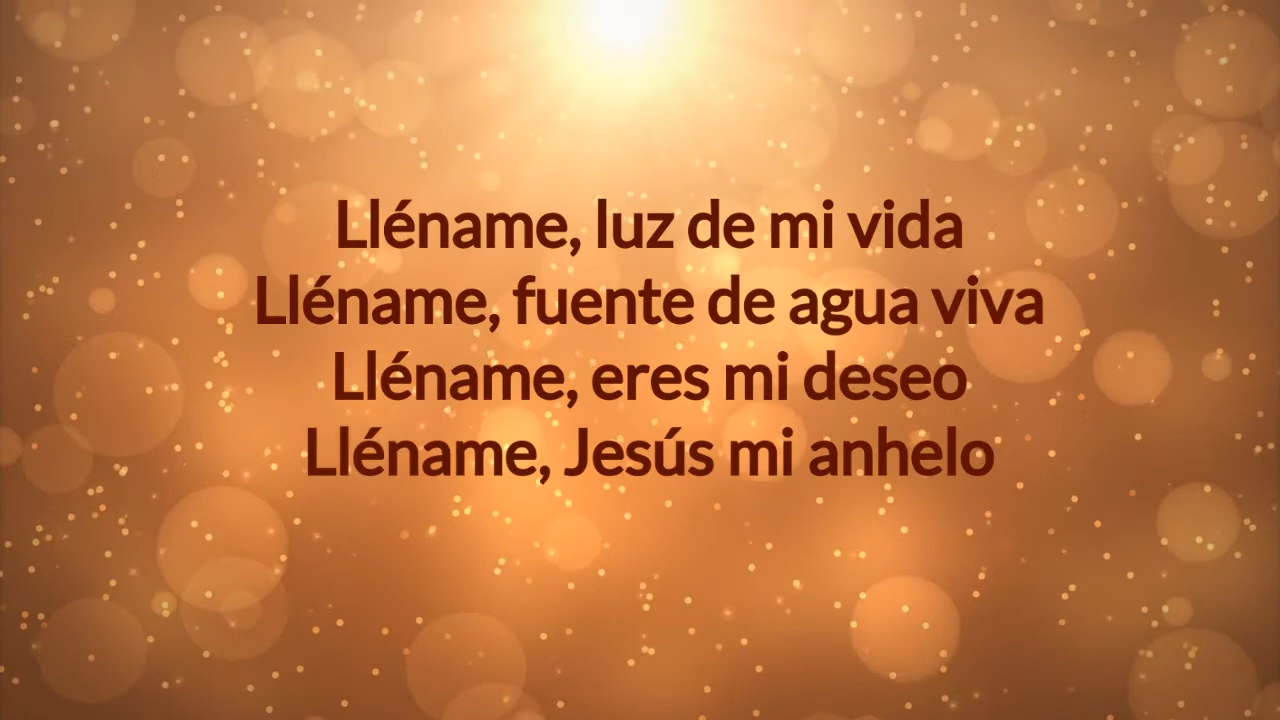 Lléname, luz de mi vida
Lléname, fuente de agua viva
Lléname, eres mi deseo
Lléname, Jesús mi anhelo